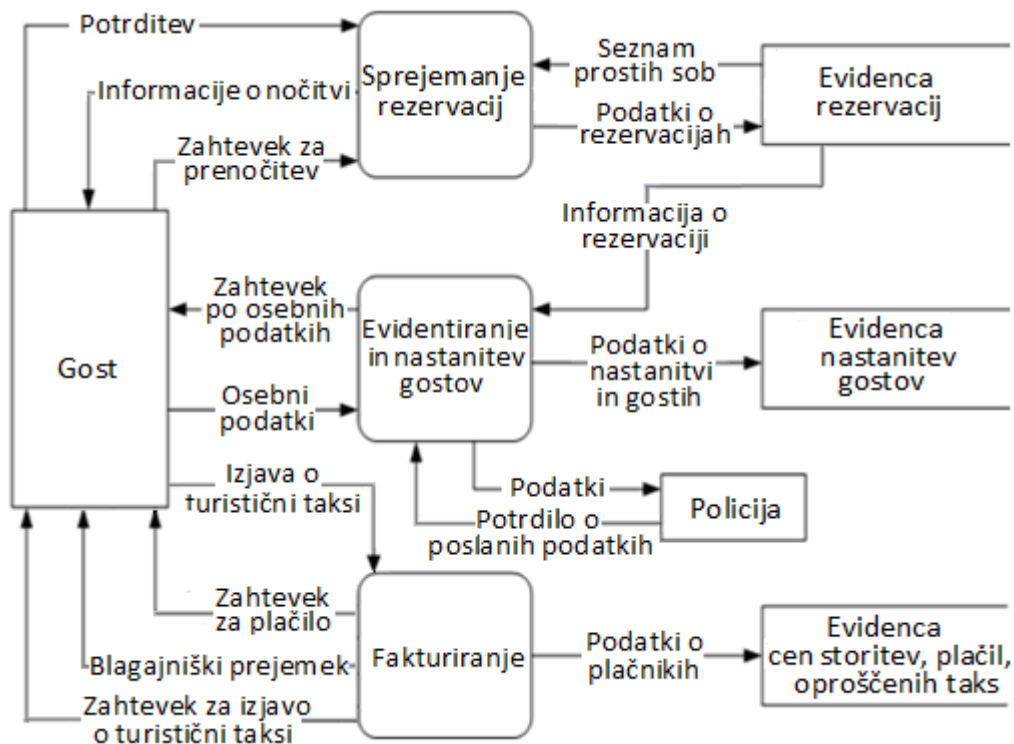 Potrditev
Sprejemanje
rezervacij
Seznam
prostih sob
Evidenca
rezervacij
Informacije o nočitvi
Podatki o
rezervacijah
Zahtevek za
prenočitev
Informacija o
rezervaciji
Gost
Zahtevek
po osebnih
podatkih
Evidentiranje
in nastanitev
gostov
Podatki o
nastanitvi
in gostih
Evidenca
nastanitev
gostov
Osebni
podatki
Izjava o
turistični taksi
Podatki
Policija
Potrdilo o
poslanih podatkih
Zahtevek
za plačilo
Fakturiranje
Podatki o
plačnikih
Evidenca
cen storitev, plačil,
oproščenih taks
Blagajniški prejemek
Zahtevek za izjavo
o turistični taksi